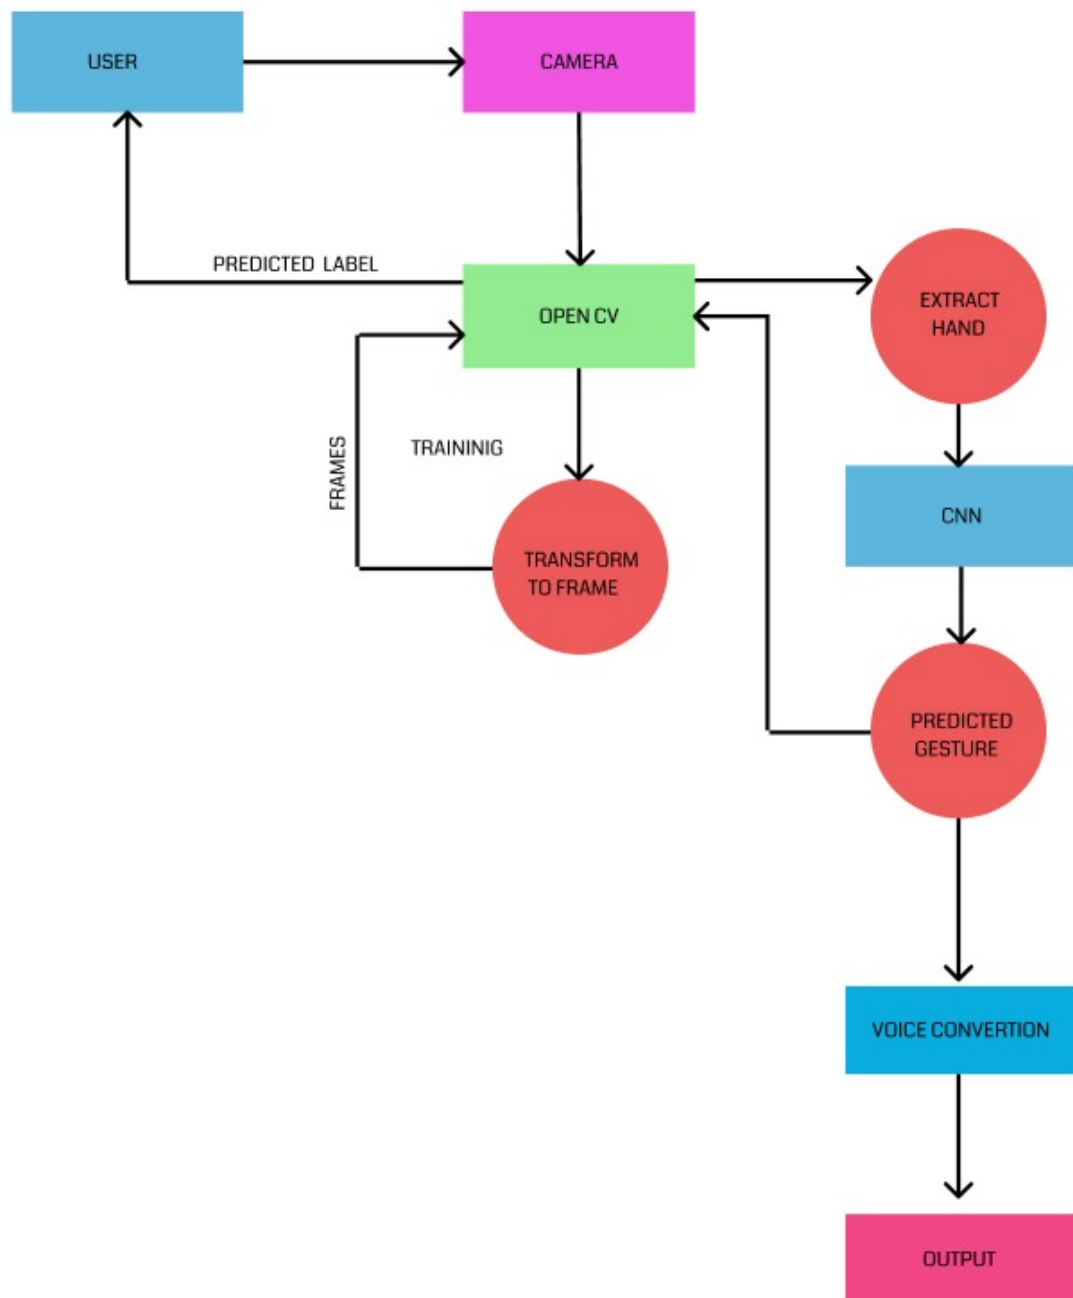 USER
CAMERA
PREDICTED LABEL
OPEN CV
EXTRACT
HAND
FRAMES
TRAININIG
CNN
TRANSFORM
TO FRAME
PREDICTED
GESTURE
VOICE CONVERTION
OUTPUT